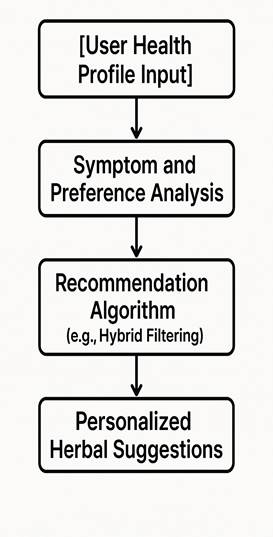 [User Health
Profile Input]
Symptom and
Preference Analysis
Recommendation
Algorithm
(e.g., Hybrid Filtering)
Personalized
Herbal Suggestions